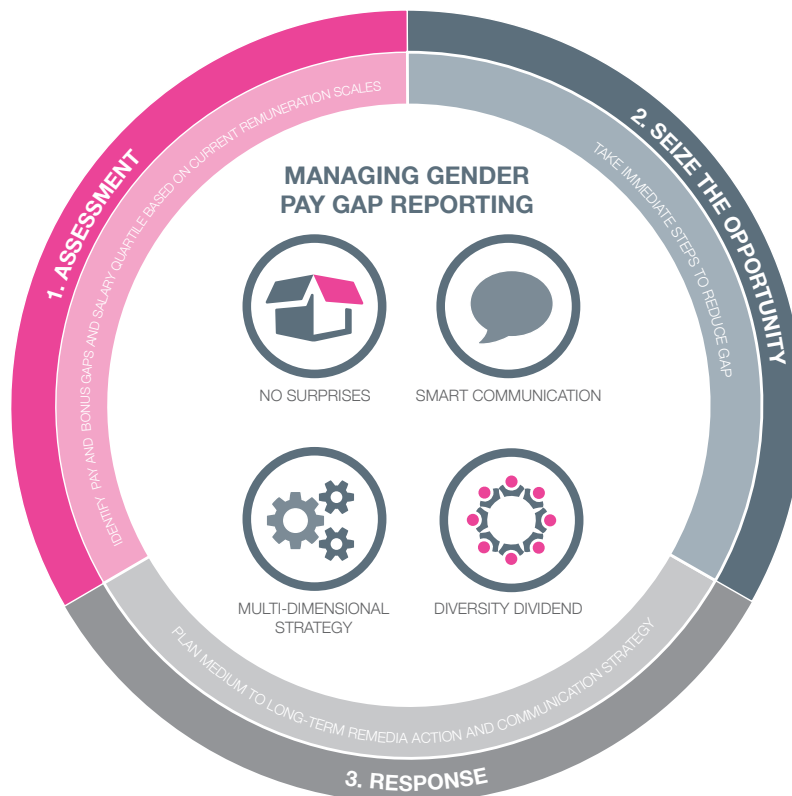 1. ASSESSMENT
IDENTIFY PAY AND BONUS GAPS AND SALARY QUARTILE BASED ON CURRENT REMUNERATION SCALES
2. SEIZE THE OPPORTUNITY
TAKE IMMEDIATE STEPS TO REDUCE GAP
MANAGING GENDER
PAY GAP REPORTING
NO SURPRISES
SMART COMMUNICATION
MULTI-DIMENSIONAL
STRATEGY
DIVERSITY DIVIDEND
PLAN MEDIUM TO LONG-TERM REMEDIA ACTION AND COMMUNICATION STRATEGY
3. RESPONSE